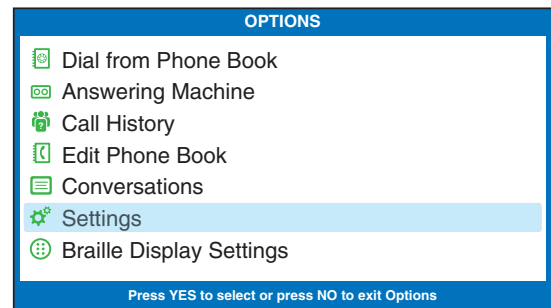 OPTIONS
Dial from Phone Book
Answering Machine
Call History
Edit Phone Book
Conversations
Settings
Braille Display Settings
Press YES to select or press NO to exit Options